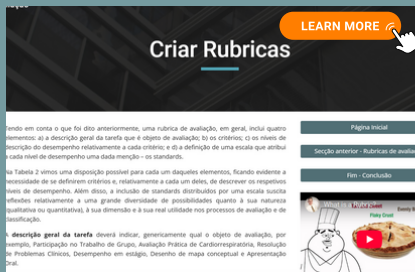 LEARN MORE
Criar Rubricas
Tendo em conta o que foi dito anteriormente, uma rubrica de avaliação, em geral, inclui quatro
elementos: a) a descrição geral da tarefa que é objeto de avaliação; b) os critérios; c) os níveis de
descrição do desempenho relativamente a cada critério; e d) a definição de uma escala que atribui
a cada nível de desempenho uma dada menção – os standards.
Na Tabela 2 vimos uma disposição possível para cada um daqueles elementos, ficando evidente a
necessidade de se definirem critérios e, relativamente a cada um deles, de descrever os respetivos
níveis de desempenho. Além disso, a inclusão de standards distribuídos por uma escala suscita
reflexões relativamente a uma grande diversidade de possibilidades quanto à sua natureza
(qualitativa ou quantitativa), à sua dimensão e à sua real utilidade nos processos de avaliação e de
classificação.
A descrição geral da tarefa deverá indicar, genericamente qual o objeto de avaliação, por
exemplo, Participação no Trabalho de Grupo, Avaliação Prática de Cardiorrespiratória, Resolução
de Problemas Clínicos, Desempenho em estágio, Desenho de mapa conceptual e Apresentação
Oral.
Página Inicial
Secção anterior - Rubricas de avalia
Fim - Conclusão
What is a
Flaky Crust